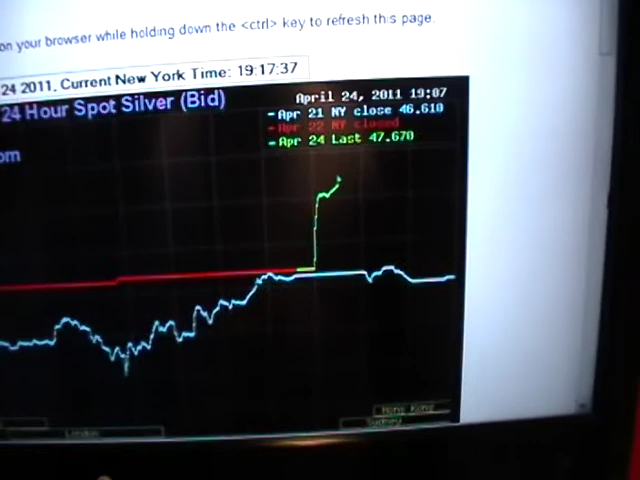 on your browser while holding down the <ctrl> key to refresh this page.
24 2011, Current New York Time: 19:17:37
24 Hour Spot Silver (Bid)
April 24, 2011 19:07
Apr 21 NY close 46.610
Apr 22 NY closed
Apr 24 Last 47.670
om
Hong Kong
Sydney
London